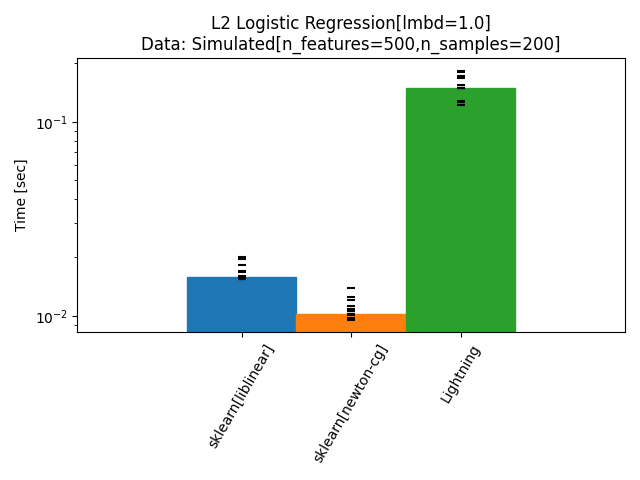 L2 Logistic Regression[lmbd=1.0]
Data: Simulated[n_features=500,n_samples=200]
Time [sec]
10⁻¹
10⁻²
sklearn[liblinear]
sklearn[newton-cg]
Lightning